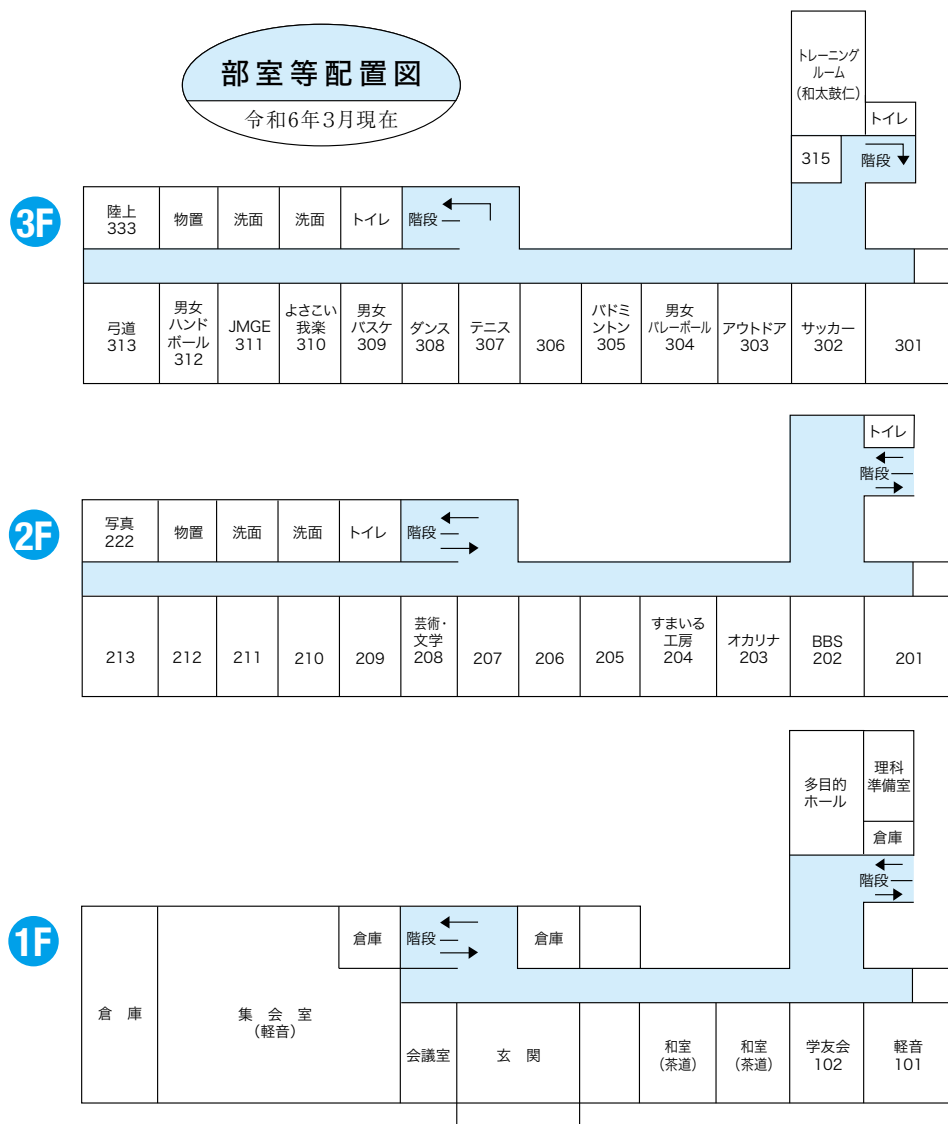 部室等配置図
令和6年3月現在
3F
トレーニング
ルーム
(和太鼓仁)
トイレ
315
階段
陸上
333
物置
洗面
洗面
トイレ
階段
弓道
313
男女
ハンド
ボール
312
JMGE
311
よさこい
我楽
310
男女
バスケ
309
ダンス
308
テニス
307
306
バドミ
ントン
305
男女
バレーボール
304
アウトドア
303
サッカー
302
301
2F
トイレ
階段
写真
222
物置
洗面
洗面
トイレ
階段
213
212
211
210
209
芸術・
文学
208
207
206
205
すまいる
工房
204
オカリナ
203
BBS
202
201
1F
多目的
ホール
理科
準備室
倉庫
階段
倉庫
階段
倉庫
倉 庫
集 会 室
(軽音)
会議室
玄 関
和室
(茶道)
和室
(茶道)
学友会
102
軽音
101